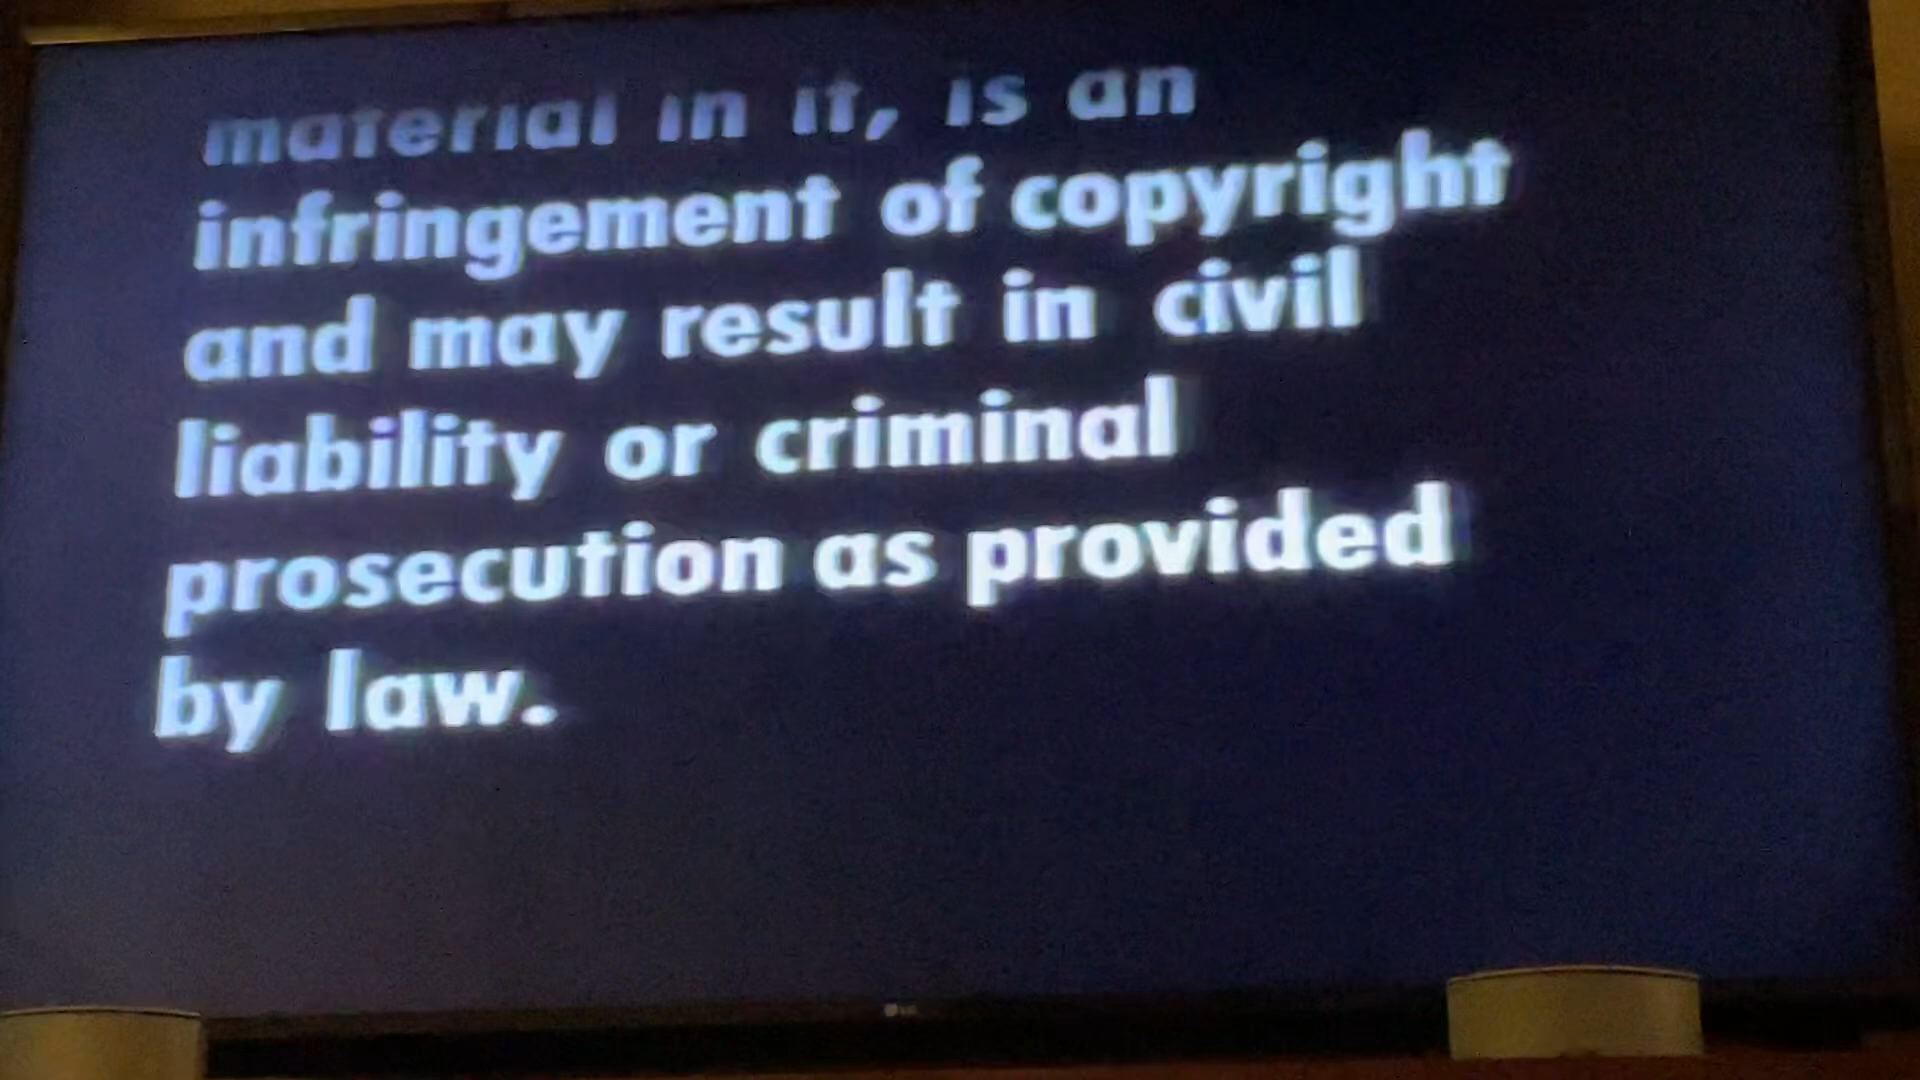 material in it, is an
infringement of copyright
and may result in civil
liability or criminal
prosecution as provided
by law.